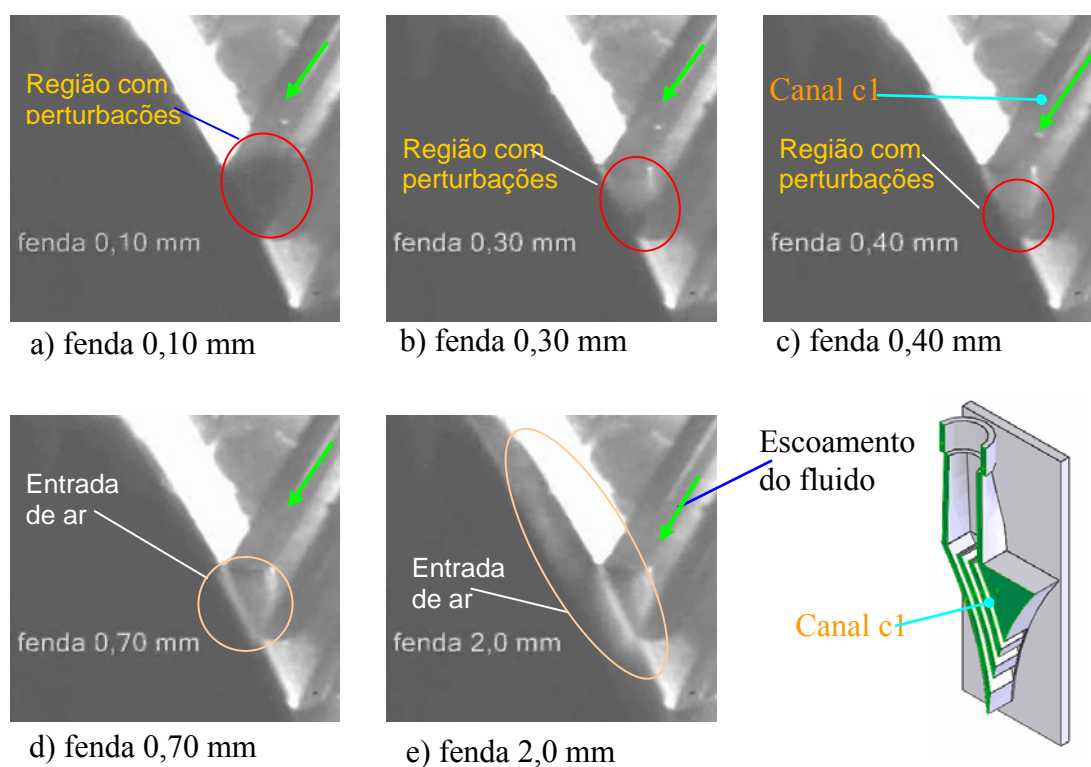 Região com
perturbações
fenda 0,10 mm
a) fenda 0,10 mm
Região com
perturbações
fenda 0,30 mm
b) fenda 0,30 mm
Canal c1
Região com
perturbações
fenda 0,40 mm
c) fenda 0,40 mm
Entrada
de ar
fenda 0,70 mm
d) fenda 0,70 mm
Entrada
de ar
fenda 2,0 mm
e) fenda 2,0 mm
Escoamento
do fluido
Canal c1